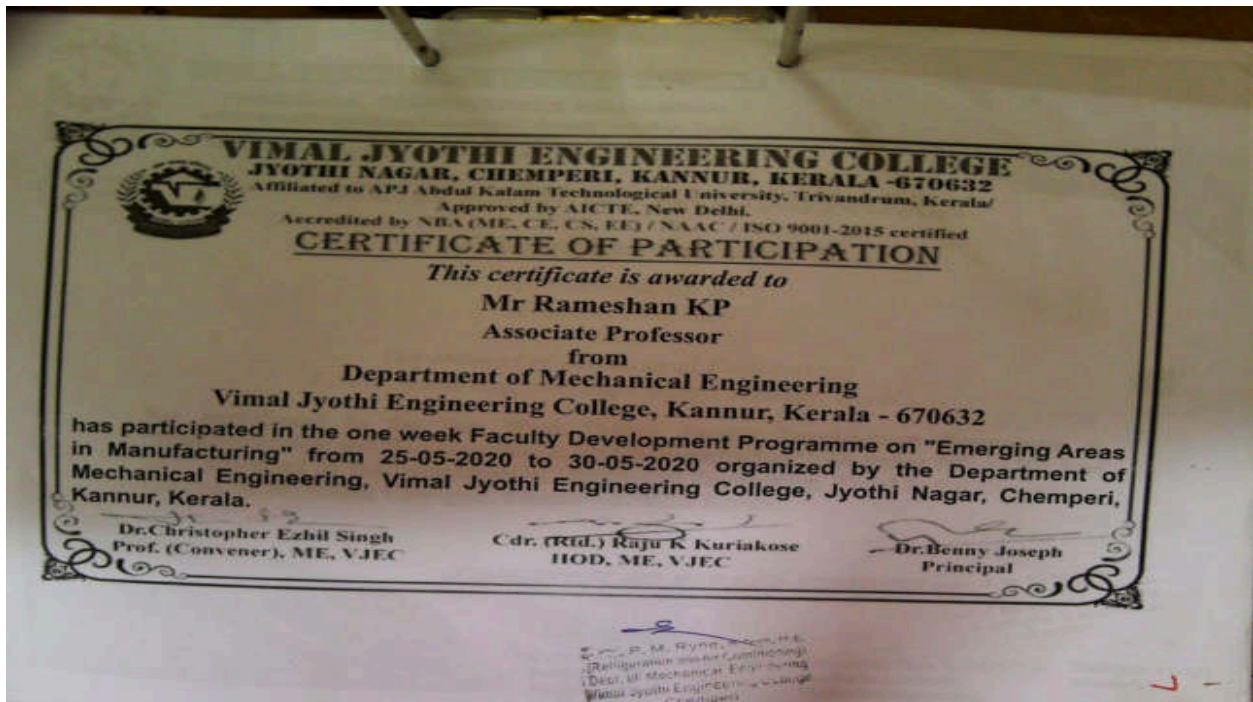 VIMAL JYOTHI ENGINEERING COLLEGE
JYOTHI NAGAR, CHEMPERI, KANNUR, KERALA -670632
Affiliated to APJ Abdul Kalam Technological University, Trivandrum, Kerala/
Approved by AICTE, New Delhi.
Accredited by NBA (ME, CE, CS, EE) / NAAC / ISO 9001-2015 certified
CERTIFICATE OF PARTICIPATION
This certificate is awarded to
Mr Rameshan KP
Associate Professor
from
Department of Mechanical Engineering
Vimal Jyothi Engineering College, Kannur, Kerala - 670632
has participated in the one week Faculty Development Programme on "Emerging Areas
in Manufacturing" from 25-05-2020 to 30-05-2020 organized by the Department of
Mechanical Engineering, Vimal Jyothi Engineering College, Jyothi Nagar, Chemperi,
Kannur, Kerala.
Dr.Christopher Ezhil Singh
Prof. (Convener), ME, VJEC
Cdr. (Rtd.) Raju K Kuriakose
HOD, ME, VJEC
Dr.Benny Joseph
Principal
P. M.
Dept. of Mechanical Engineering
Vimal Jyothi Engineering College